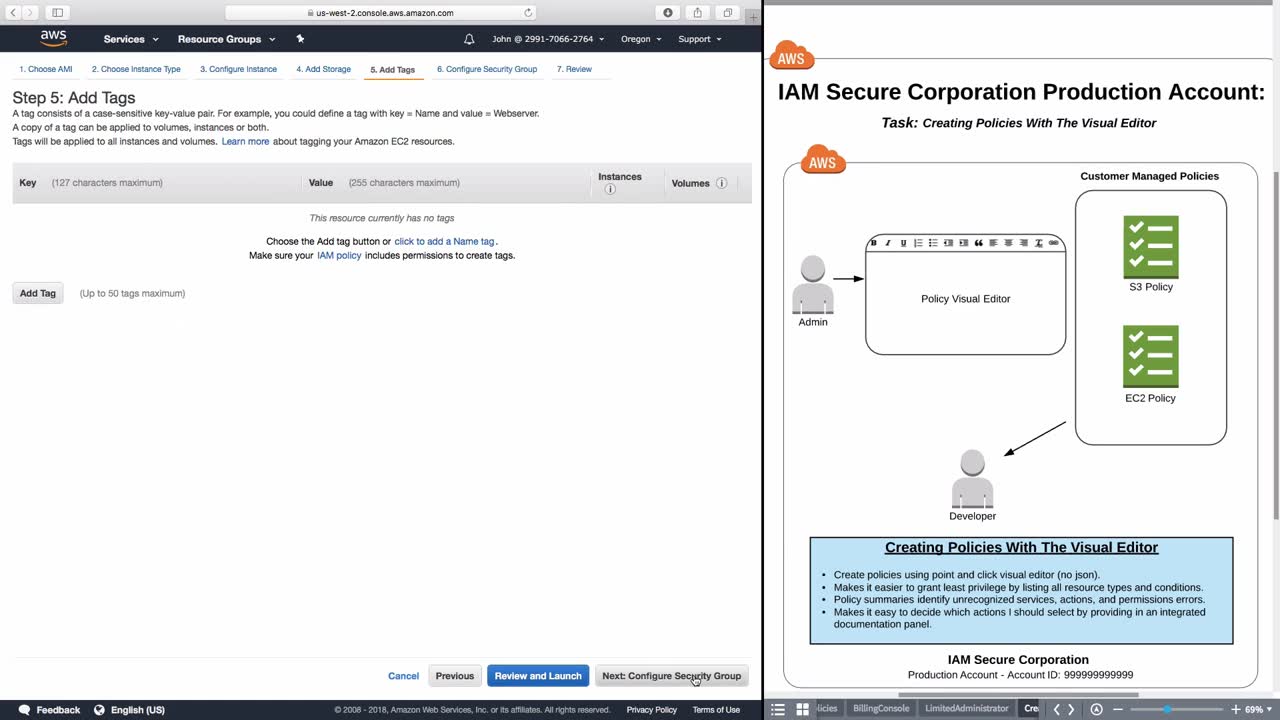 us-west-2.console.aws.amazon.com
aws
Services
Resource Groups
John @ 2991-7066-2764
Oregon
Support
1. Choose AMI
2. Choose Instance Type
3. Configure Instance
4. Add Storage
5. Add Tags
6. Configure Security Group
7. Review
Step 5: Add Tags
A tag consists of a case-sensitive key-value pair. For example, you could define a tag with key = Name and value = Webserver.
A copy of a tag can be applied to volumes, instances or both.
Tags will be applied to all instances and volumes. Learn more about tagging your Amazon EC2 resources.
Key (127 characters maximum)
Value (255 characters maximum)
Instances
Volumes
This resource currently has no tags
Choose the Add tag button or click to add a Name tag.
Make sure your IAM policy includes permissions to create tags.
Add Tag (Up to 50 tags maximum)
Cancel
Previous
Review and Launch
Next: Configure Security Group
Feedback
English (US)
© 2008 - 2018, Amazon Web Services, Inc. or its affiliates. All rights reserved.
Privacy Policy
Terms of Use
AWS
IAM Secure Corporation Production Account:
Task: Creating Policies With The Visual Editor
AWS
Customer Managed Policies
S3 Policy
Policy Visual Editor
Admin
EC2 Policy
Developer
Creating Policies With The Visual Editor
• Create policies using point and click visual editor (no json).
• Makes it easier to grant least privilege by listing all resource types and conditions.
• Policy summaries identify unrecognized services, actions, and permissions errors.
• Makes it easy to decide which actions I should select by providing in an integrated
documentation panel.
IAM Secure Corporation
Production Account - Account ID: 999999999999
licies
BillingConsole
LimitedAdministrator
Cre
69%